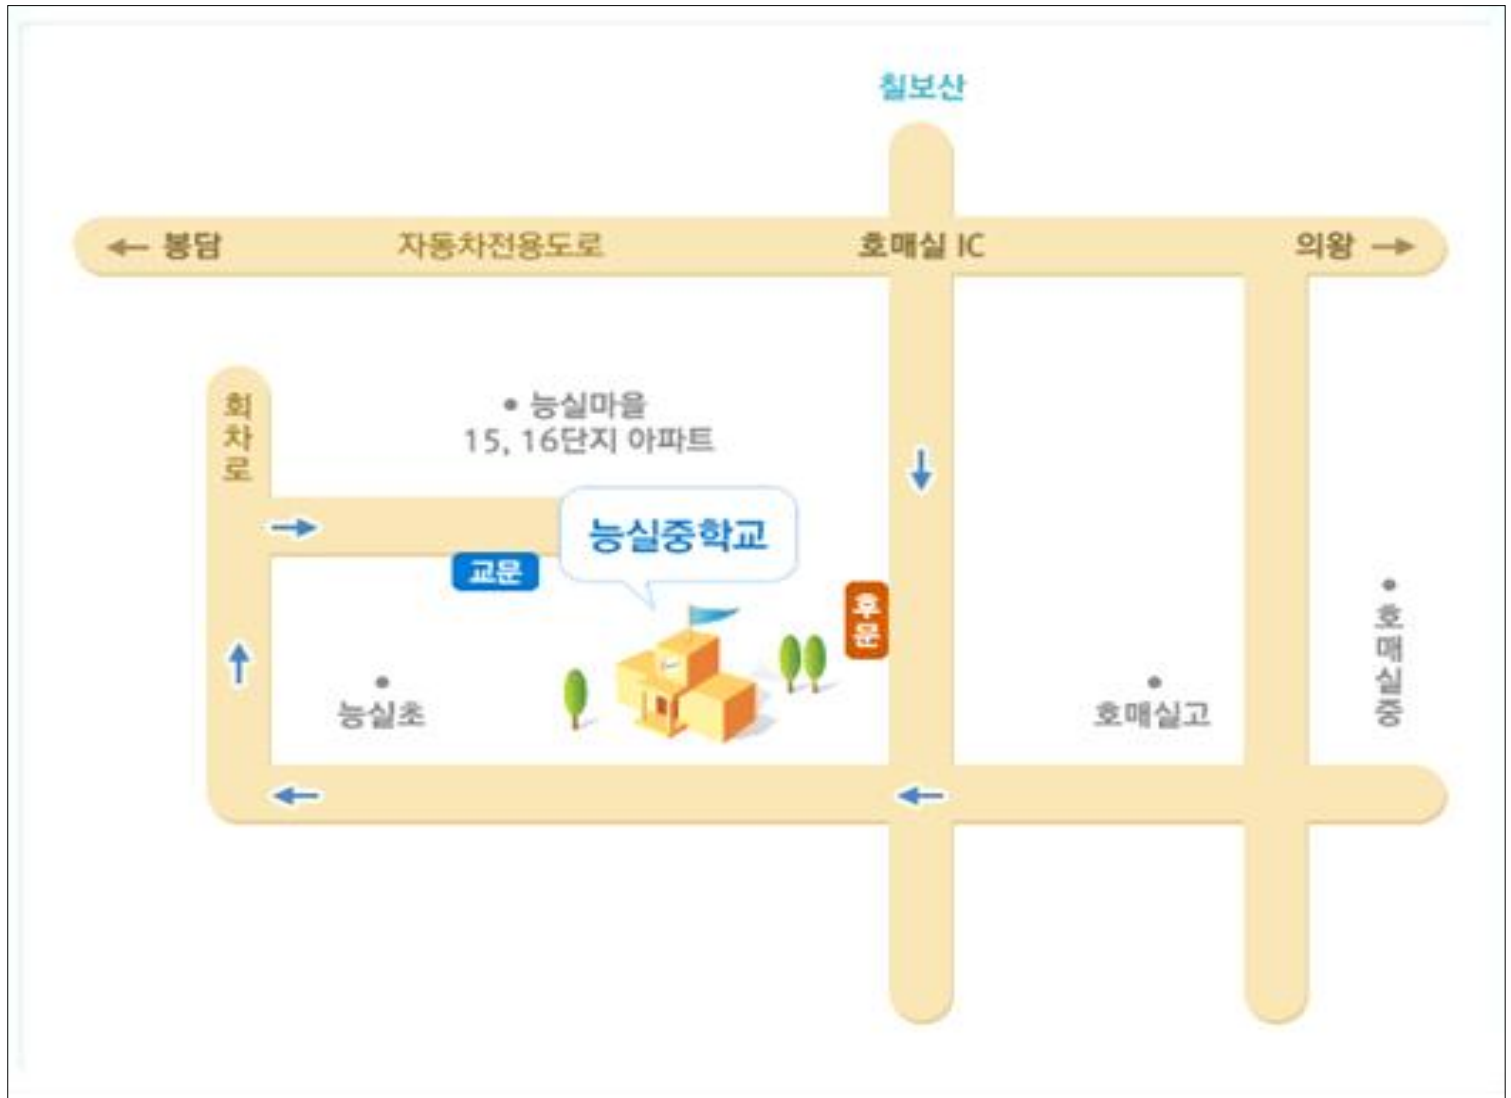 칠보산
← 봉담
자동차전용도로
호매실 IC
의왕 →
회차로
• 능실마을
15, 16단지 아파트
능실중학교
교문
후문
• 능실초
• 호매실고
• 호매실중